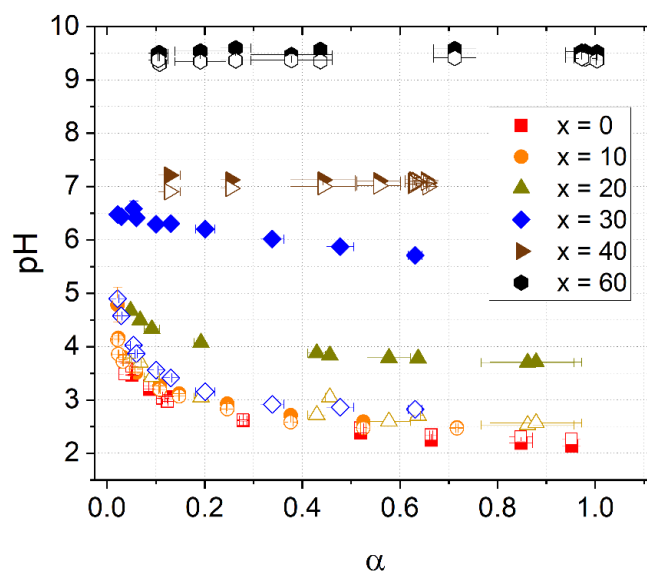 10
9
8
7
6
5
4
3
2
pH
x = 0
x = 10
x = 20
x = 30
x = 40
x = 60
0.0 0.2 0.4 0.6 0.8 1.0
α